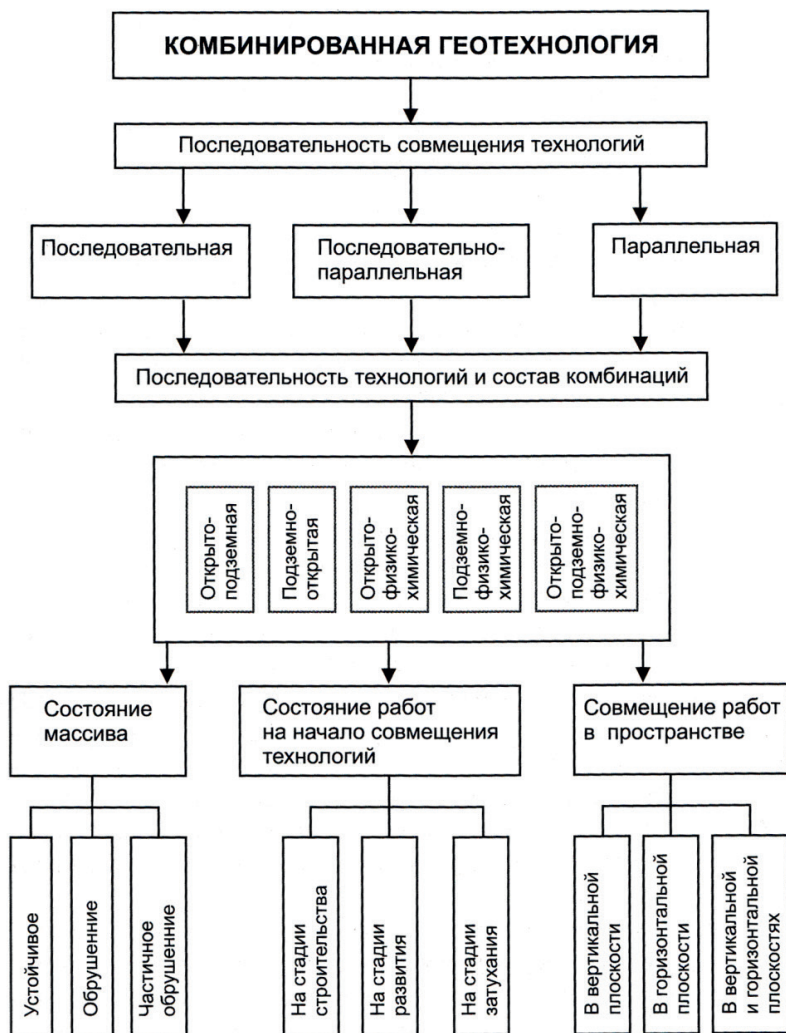 КОМБИНИРОВАННАЯ ГЕОТЕХНОЛОГИЯ
Последовательность совмещения технологий
Последовательная
Последовательно-
параллельная
Параллельная
Последовательность технологий и состав комбинаций
Открыто-
подземная
Подземно-
открытая
Открыто-
физико-
химическая
Подземно-
физико-
химическая
Открыто-
подземно-
физико-
химическая
Состояние
массива
Состояние работ
на начало совмещения
технологий
Совмещение работ
в пространстве
Устойчивое
Обрушенние
Частичное
обрушенние
На стадии
строительства
На стадии
развития
На стадии
затухания
В вертикальной
плоскости
В горизонтальной
плоскости
В вертикальной
и горизонтальной
плоскостях